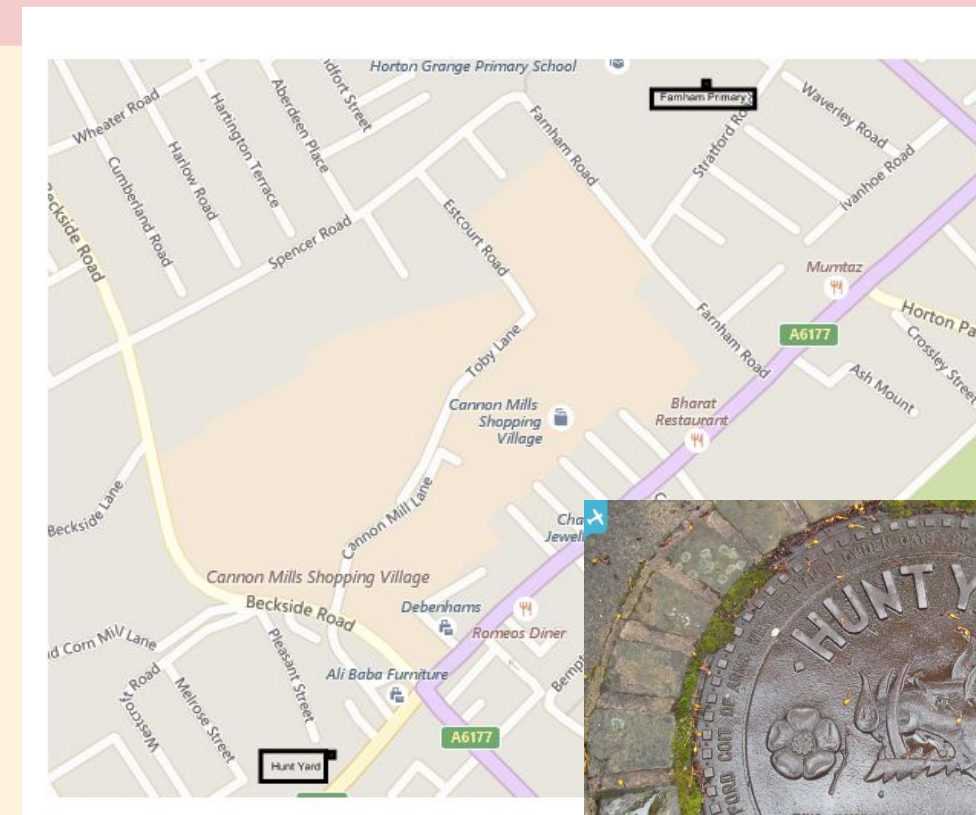 Horton Grange Primary School
Farnham Primary
Wheater Road
Hartington Terrace
Aberdeen Place
Harlow Road
Cumberland Road
Farnham Road
Stratford
Waverley Road
Ivanhoe Road
Beckside Road
Spencer Road
Estcourt Road
Mumtaz
A6177
Horton
Crossley Street
Farnham Road
Toby Lane
Ash Mount
Cannon Mills
Shopping
Village
Bharat
Restaurant
Beckside Lane
Cannon Mill Lane
Cannon Mills Shopping Village
Beckside Road
Debenhams
Romeos Diner
Corn Mill Lane
Pleasant Street
Ali Baba Furniture
Westcroft Road
Melrose Street
A6177
Hunt Yard
HUNT
OF